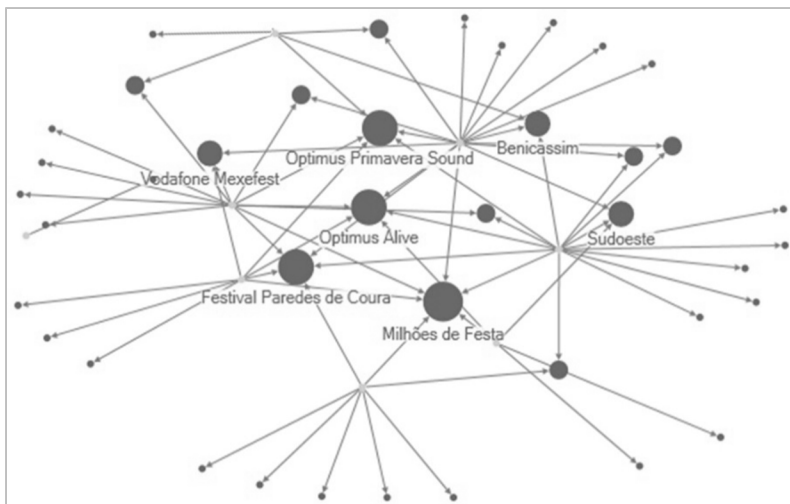 Optimus Primavera Sound
Benicassim
Vodafone Mexefest
Optimus Alive
Sudoeste
Festival Paredes de Coura
Milhões de Festa